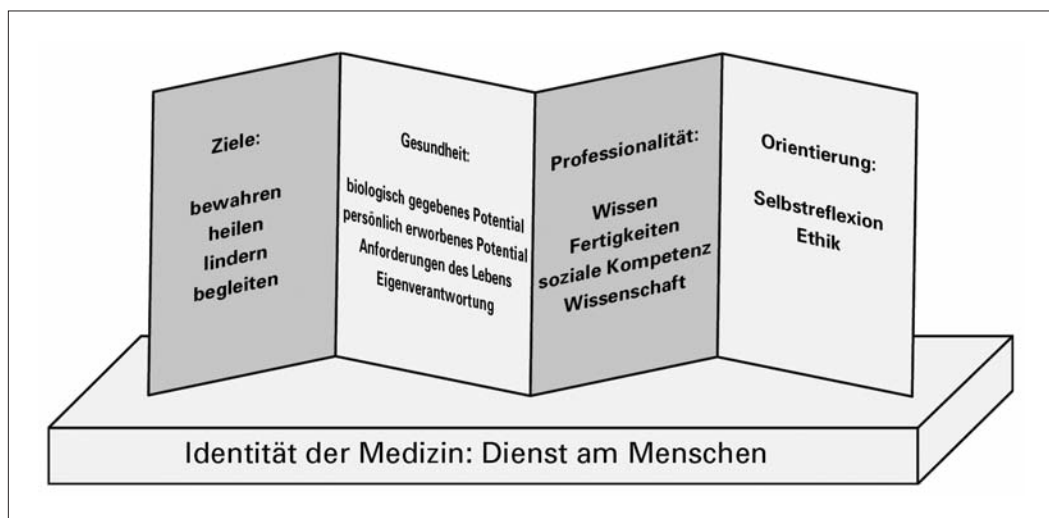 Ziele:
bewahren
heilen
lindern
begleiten
Gesundheit:
biologisch gegebenes Potential
persönlich erworbenes Potential
Anforderungen des Lebens
Eigenverantwortung
Professionalität:
Wissen
Fertigkeiten
soziale Kompetenz
Wissenschaft
Orientierung:
Selbstreflexion
Ethik
Identität der Medizin: Dienst am Menschen